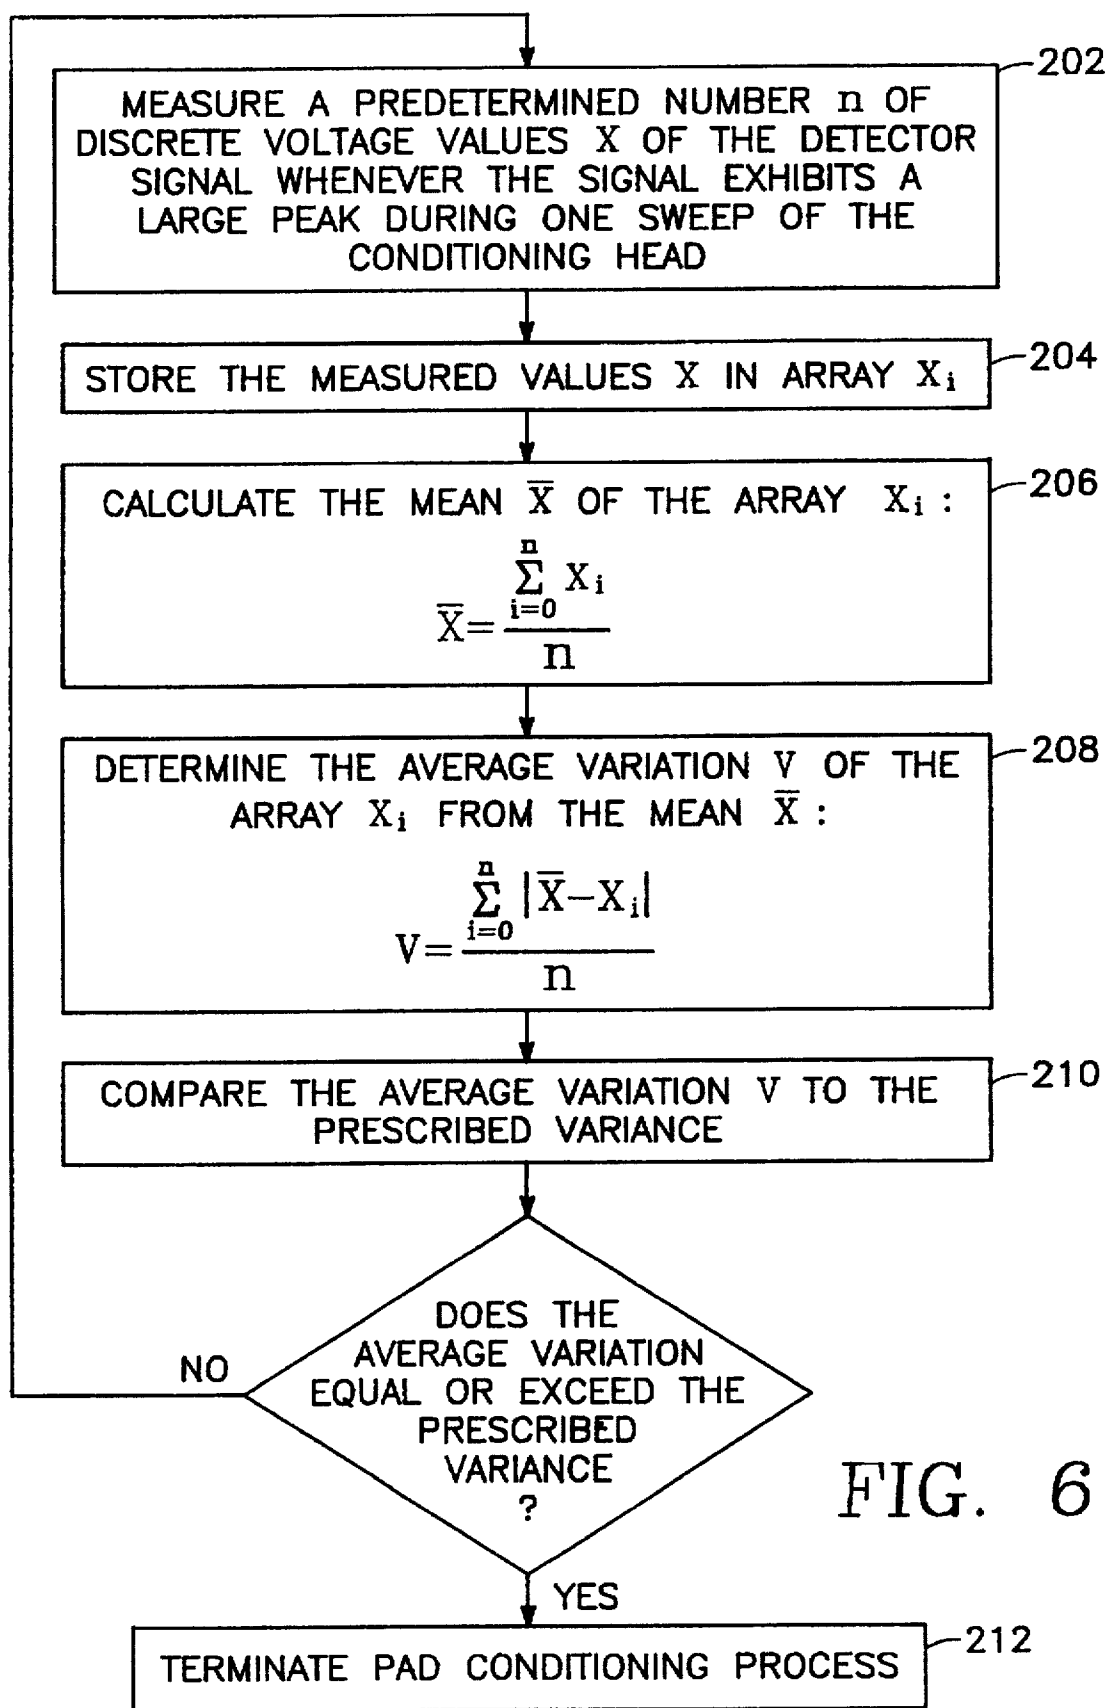 202
MEASURE A PREDETERMINED NUMBER n OF
DISCRETE VOLTAGE VALUES X OF THE DETECTOR
SIGNAL WHENEVER THE SIGNAL EXHIBITS A
LARGE PEAK DURING ONE SWEEP OF THE
CONDITIONING HEAD
204
STORE THE MEASURED VALUES X IN ARRAY Xᵢ
206
CALCULATE THE MEAN X̅ OF THE ARRAY Xᵢ :
n
Σ Xᵢ
i=0
X̅=
n
208
DETERMINE THE AVERAGE VARIATION V OF THE
ARRAY Xᵢ FROM THE MEAN X̅ :
n
Σ |X̅−Xᵢ|
i=0
V=
n
210
COMPARE THE AVERAGE VARIATION V TO THE
PRESCRIBED VARIANCE
DOES THE
AVERAGE VARIATION
EQUAL OR EXCEED THE
PRESCRIBED
VARIANCE
?
NO
FIG. 6
YES
212
TERMINATE PAD CONDITIONING PROCESS